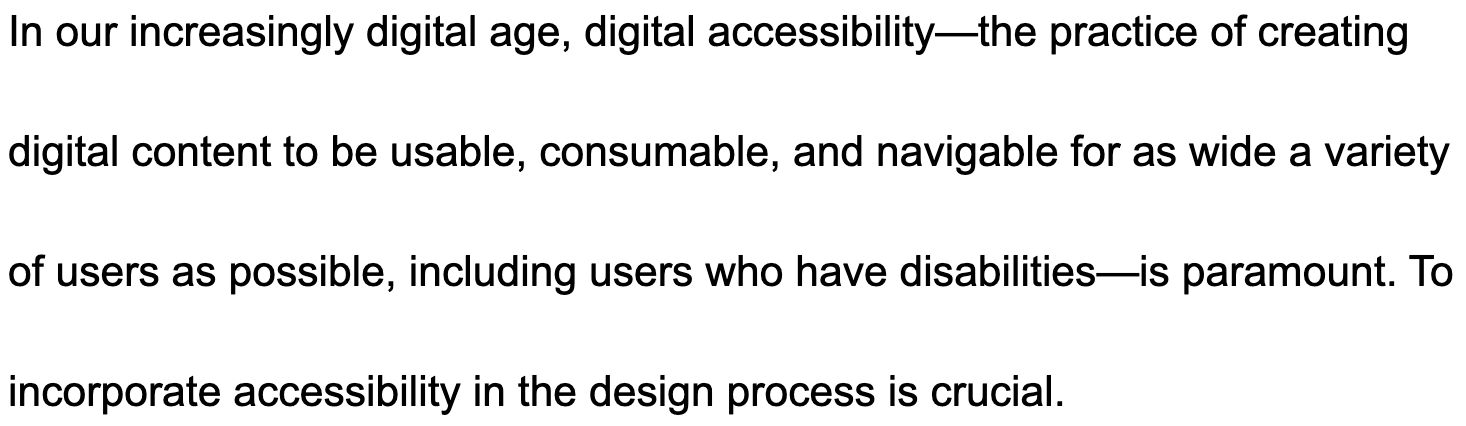 In our increasingly digital age, digital accessibility—the practice of creating
digital content to be usable, consumable, and navigable for as wide a variety
of users as possible, including users who have disabilities—is paramount. To
incorporate accessibility in the design process is crucial.